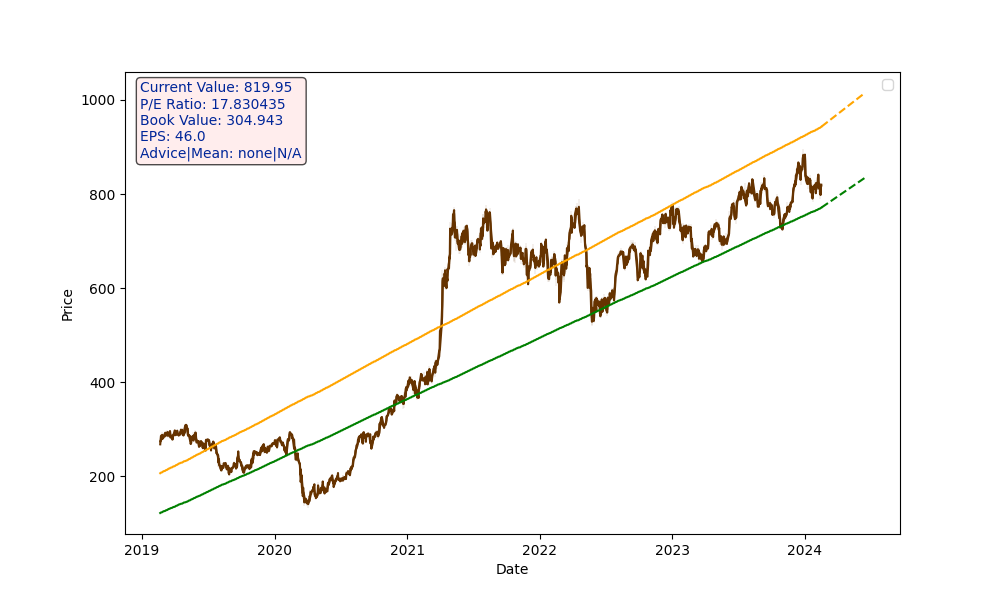 Current Value: 819.95
P/E Ratio: 17.830435
Book Value: 304.943
EPS: 46.0
Advice|Mean: none|N/A
1000
800
600
400
200
Price
2019 2020 2021 2022 2023 2024
Date